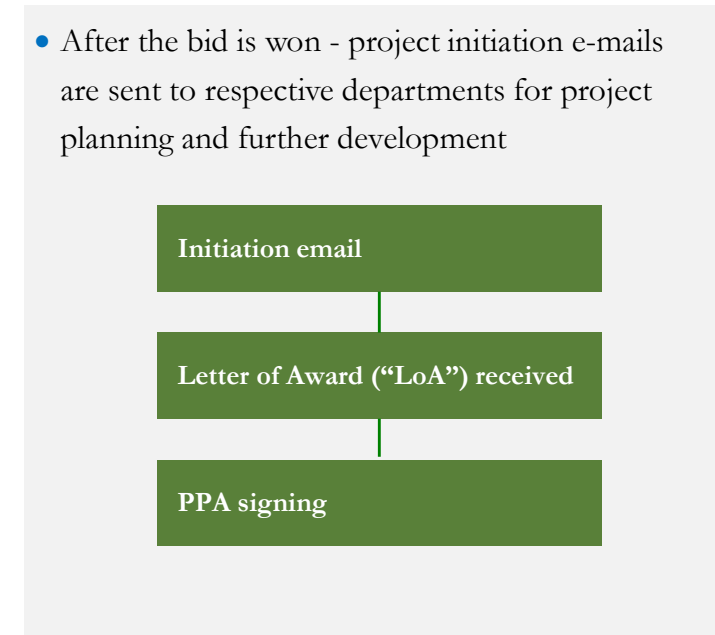 • After the bid is won - project initiation e-mails
are sent to respective departments for project
planning and further development
Initiation email
Letter of Award (“LoA”) received
PPA signing